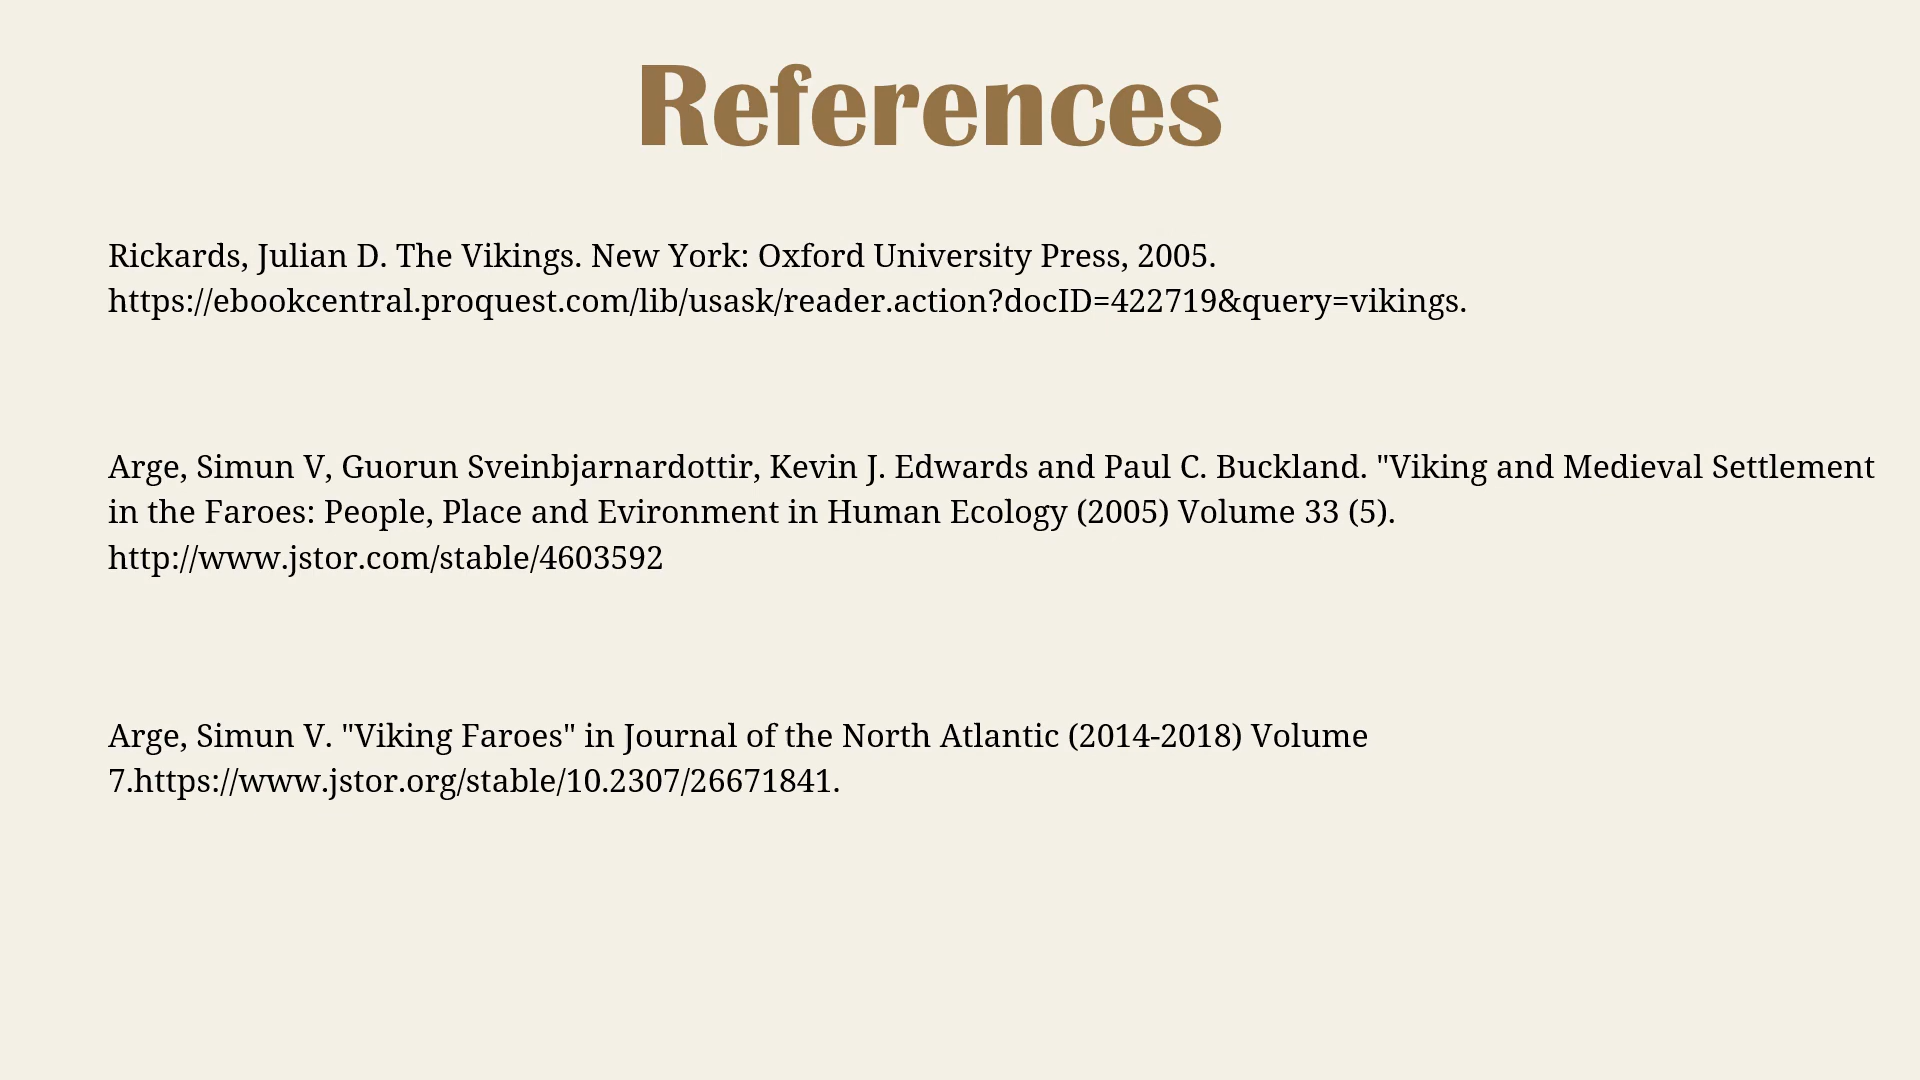 References
Rickards, Julian D. The Vikings. New York: Oxford University Press, 2005.
https://ebookcentral.proquest.com/lib/usask/reader.action?docID=422719&query=vikings.
Arge, Simun V, Guorun Sveinbjarnardottir, Kevin J. Edwards and Paul C. Buckland. "Viking and Medieval Settlement
in the Faroes: People, Place and Evironment in Human Ecology (2005) Volume 33 (5).
http://www.jstor.com/stable/4603592
Arge, Simun V. "Viking Faroes" in Journal of the North Atlantic (2014-2018) Volume
7.https://www.jstor.org/stable/10.2307/26671841.